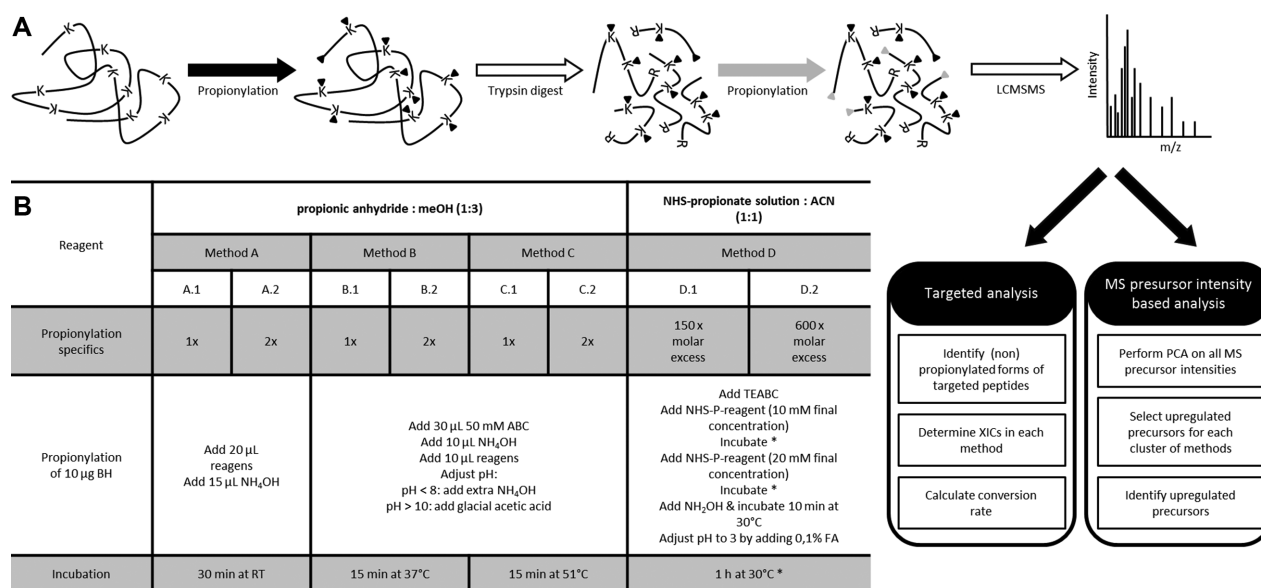 A
K
K
K
K
K
K
K
Propionylation
K
K
K
K
K
K
K
Trypsin digest
R
K
K
R
K
R
K
K
K
K
R
R
Propionylation
R
K
K
R
K
R
K
K
K
K
R
R
LCMSMS
Intensity
m/z
B
Reagent
propionic anhydride : meOH (1:3)
NHS-propionate solution : ACN
(1:1)
Method A
Method B
Method C
Method D
A.1
A.2
B.1
B.2
C.1
C.2
D.1
D.2
Propionylation
specifics
1x
2x
1x
2x
1x
2x
150 x
molar
excess
600 x
molar
excess
Propionylation
of 10 µg BH
Add 20 µL
reagens
Add 15 µL NH₄OH
Add 30 µL 50 mM ABC
Add 10 µL NH₄OH
Add 10 µL reagens
Adjust pH:
pH < 8: add extra NH₄OH
pH > 10: add glacial acetic acid
Add TEABC
Add NHS-P-reagent (10 mM final
concentration)
Incubate *
Add NHS-P-reagent (20 mM final
concentration)
Incubate *
Add NH₂OH & incubate 10 min at
30°C
Adjust pH to 3 by adding 0,1% FA
Incubation
30 min at RT
15 min at 37°C
15 min at 51°C
1 h at 30°C *
Targeted analysis
Identify (non)
propionylated forms of
targeted peptides
Determine XICs in each
method
Calculate conversion
rate
MS presursor intensity
based analysis
Perform PCA on all MS
precursor intensities
Select upregulated
precursors for each
cluster of methods
Identify upregulated
precursors